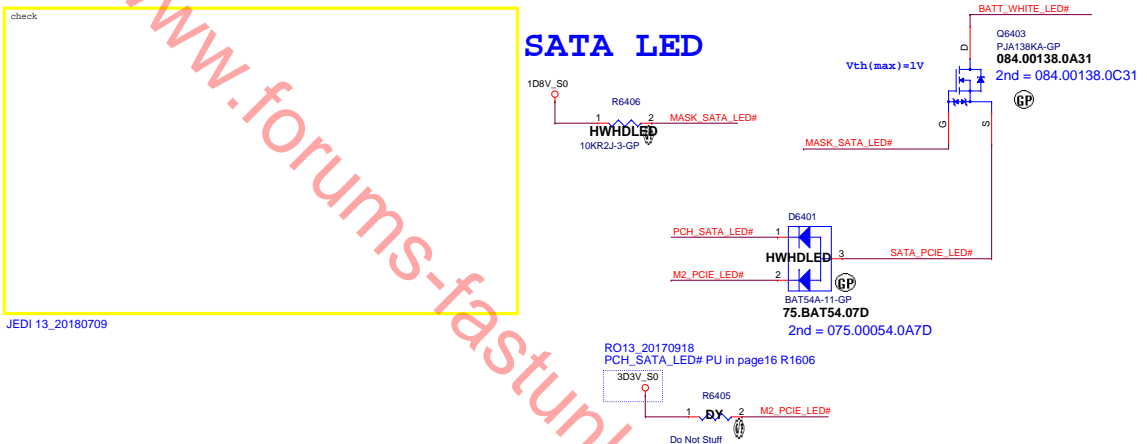 check
JEDI 13_20180709
www.forums-fastun
SATA LED
1D8V_S0
R6406
1
2
MASK_SATA_LED#
HWHDLED
10KR2J-3-GP
BATT_WHITE_LED#
Q6403
PJA138KA-GP
084.00138.0A31
2nd = 084.00138.0C31
Vth(max)=1V
D
G
S
GP
MASK_SATA_LED#
D6401
PCH_SATA_LED#
1
HWHDLED
3
SATA_PCIE_LED#
M2_PCIE_LED#
2
GP
BAT54A-11-GP
75.BAT54.07D
2nd = 075.00054.0A7D
RO13_20170918
PCH_SATA_LED# PU in page16 R1606
3D3V_S0
R6405
1
DY
2
M2_PCIE_LED#
Do Not Stuff